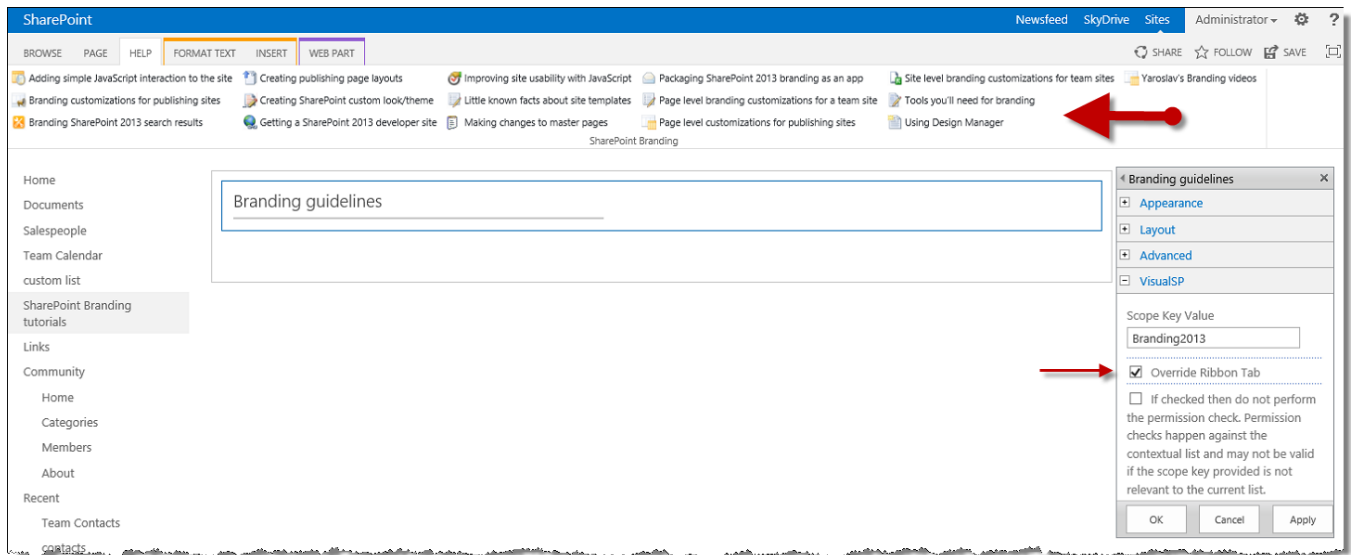 SharePoint
Newsfeed SkyDrive Sites Administrator ?
BROWSE PAGE HELP FORMAT TEXT INSERT WEB PART
SHARE FOLLOW SAVE
Adding simple JavaScript interaction to the site
Branding customizations for publishing sites
Branding SharePoint 2013 search results
Creating publishing page layouts
Creating SharePoint custom look/theme
Getting a SharePoint 2013 developer site
Improving site usability with JavaScript
Little known facts about site templates
Making changes to master pages
Packaging SharePoint 2013 branding as an app
Page level branding customizations for a team site
Page level customizations for publishing sites
Site level branding customizations for team sites
Tools you'll need for branding
Using Design Manager
Yaroslav's Branding videos
SharePoint Branding
Home
Documents
Salespeople
Team Calendar
custom list
SharePoint Branding
tutorials
Links
Community
Home
Categories
Members
About
Recent
Team Contacts
contacts
Branding guidelines
Branding guidelines
Appearance
Layout
Advanced
VisualSP
Scope Key Value
Branding2013
Override Ribbon Tab
If checked then do not perform
the permission check. Permission
checks happen against the
contextual list and may not be valid
if the scope key provided is not
relevant to the current list.
OK Cancel Apply